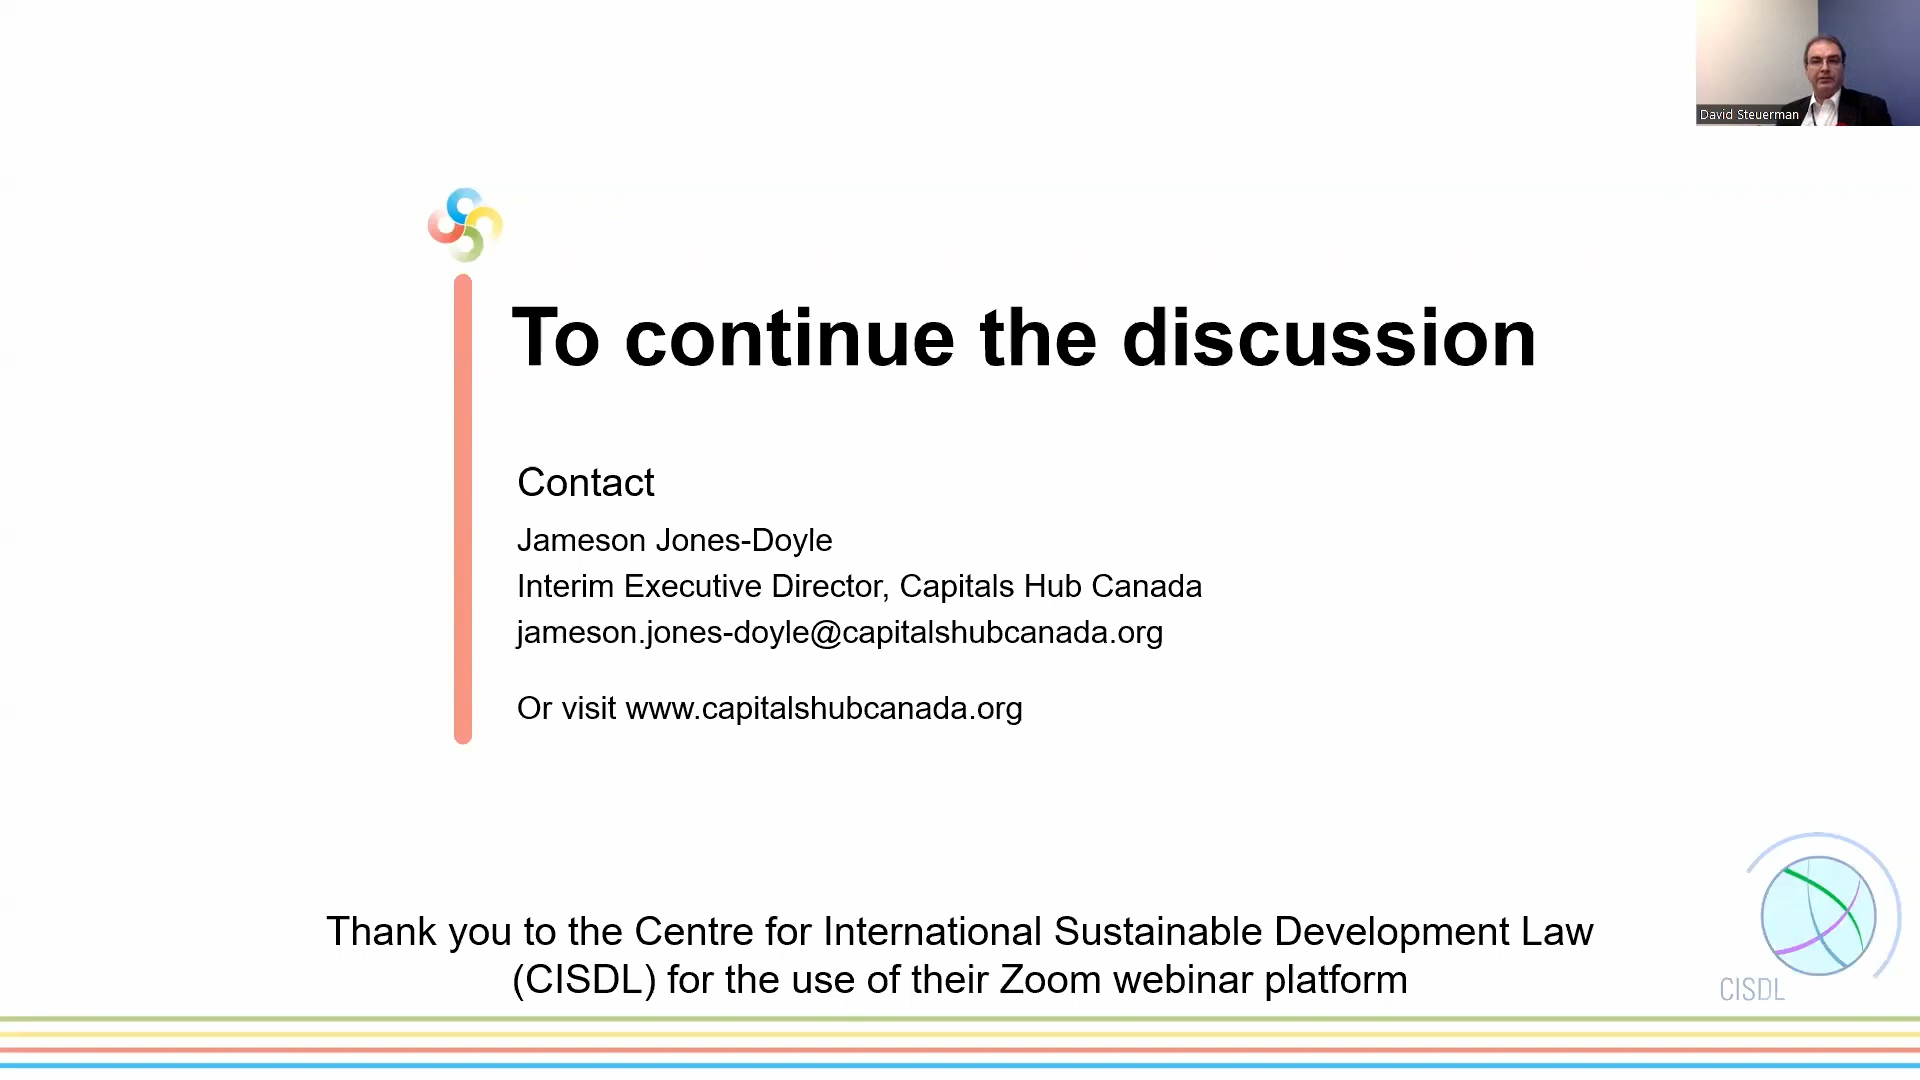 David Steuerman
To continue the discussion
Contact
Jameson Jones-Doyle
Interim Executive Director, Capitals Hub Canada
jameson.jones-doyle@capitalshubcanada.org
Or visit www.capitalshubcanada.org
Thank you to the Centre for International Sustainable Development Law
(CISDL) for the use of their Zoom webinar platform
CISDL